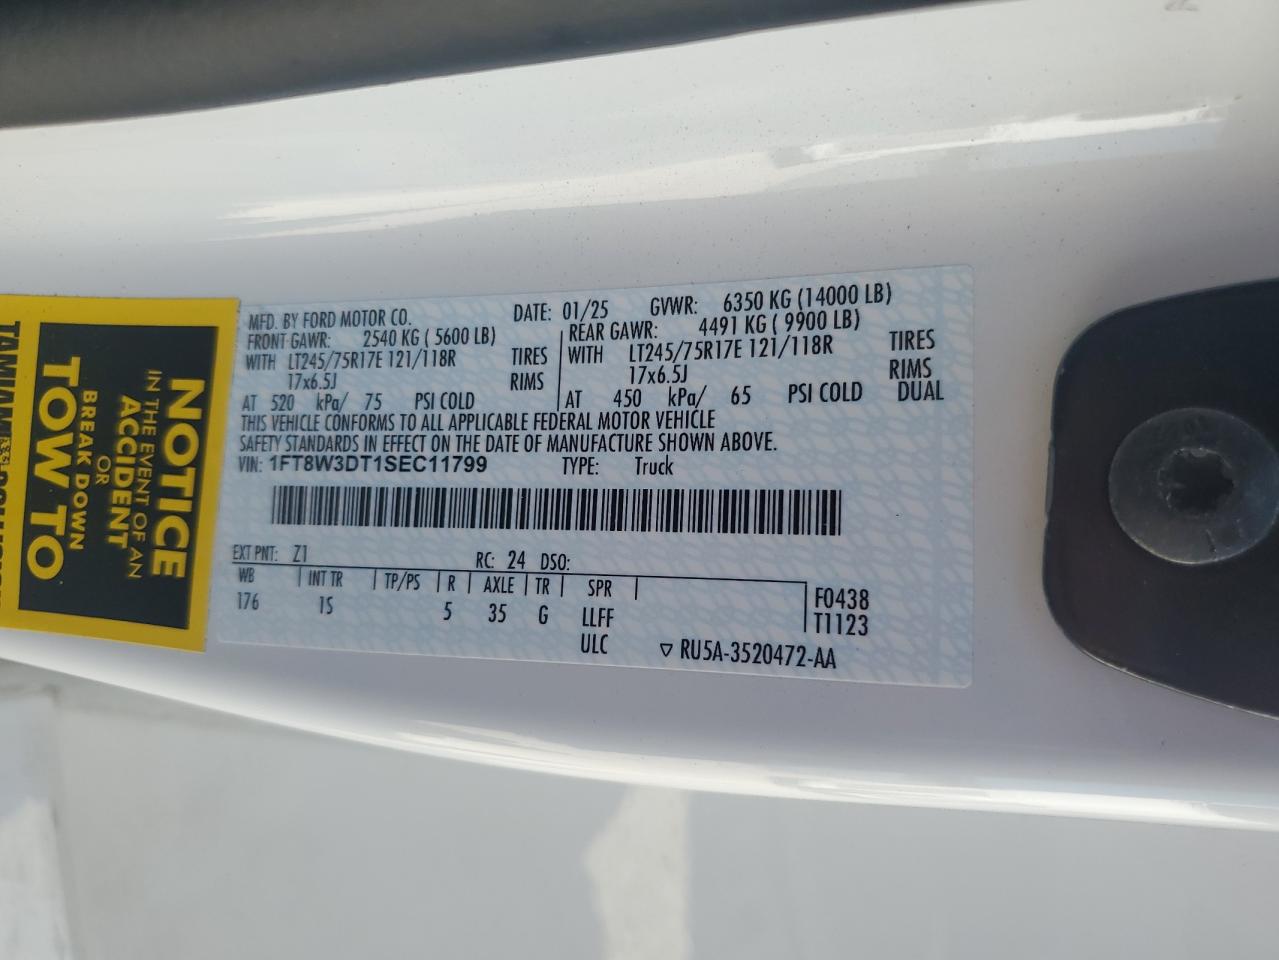 MFD. BY FORD MOTOR CO.
DATE: 01/25 GVWR: 6350 KG (14000 LB)
FRONT GAWR: 2540 KG ( 5600 LB)
REAR GAWR: 4491 KG ( 9900 LB)
WITH LT245/75R17E 121/118R TIRES
WITH LT245/75R17E 121/118R TIRES
17x6.5J RIMS
17x6.5J RIMS
AT 520 kPa/ 75 PSI COLD
AT 450 kPa/ 65 PSI COLD DUAL
THIS VEHICLE CONFORMS TO ALL APPLICABLE FEDERAL MOTOR VEHICLE
SAFETY STANDARDS IN EFFECT ON THE DATE OF MANUFACTURE SHOWN ABOVE.
VIN: 1FT8W3DT1SEC11799 TYPE: Truck
EXT PNT: Z1 RC: 24 DSO:
WB INT TR TP/PS R AXLE TR SPR
176 1S 5 35 G LLFF
ULC
F0438
T1123
RU5A-3520472-AA
NOTICE
IN THE EVENT OF AN
ACCIDENT
OR
BREAK DOWN
TOW TO